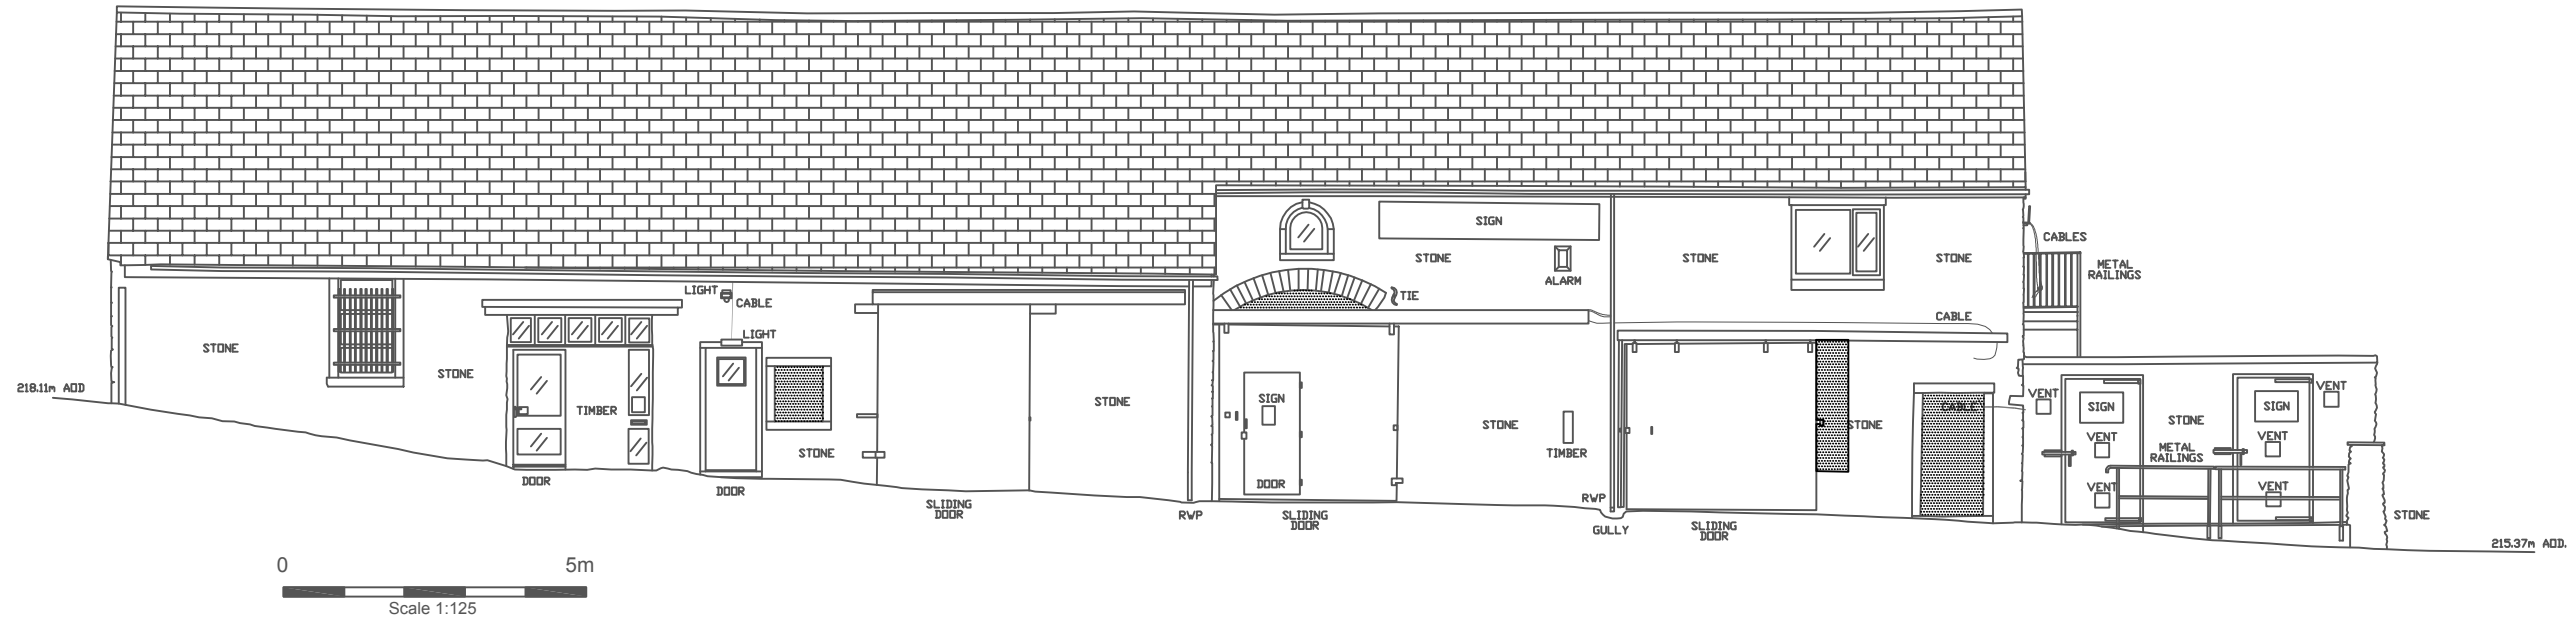 SIGN
CABLES
STONE
ALARM
STONE
STONE
METAL
RAILINGS
LIGHT
CABLE
TIE
CABLE
LIGHT
STONE
STONE
218.11m AOD
TIMBER
STONE
SIGN
STONE
STONE
TIMBER
STONE
CABLE
VENT
SIGN
STONE
SIGN
VENT
VENT
METAL
RAILINGS
VENT
DOOR
DOOR
STONE
SLIDING
DOOR
RWP
DOOR
SLIDING
DOOR
RWP
GULLY
SLIDING
DOOR
VENT
VENT
STONE
215.37m AOD.
0
5m
Scale 1:125